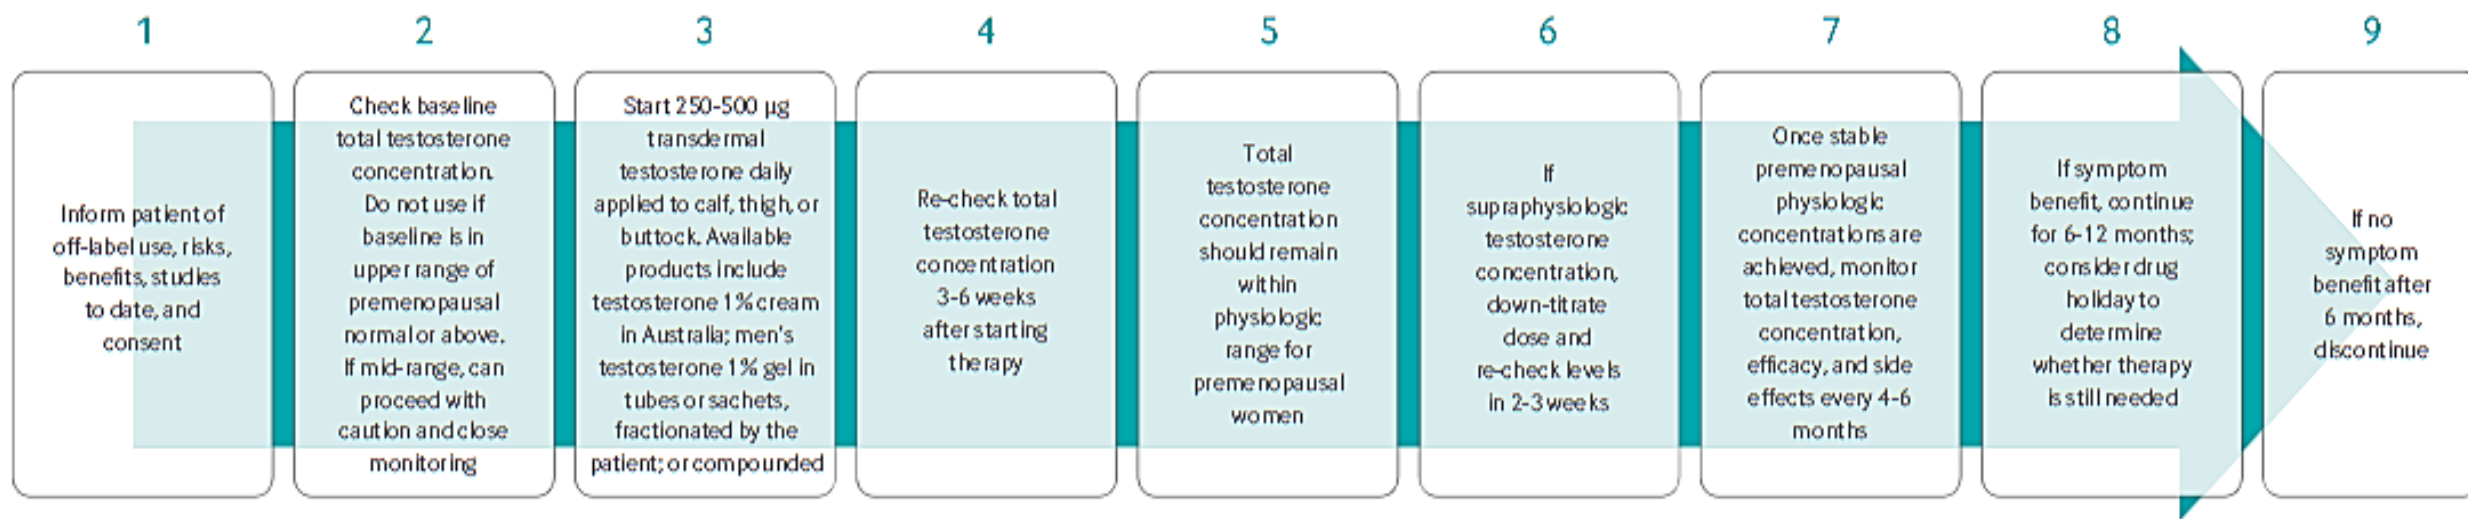 1
Inform patient of
off-label use, risks,
benefits, studies
to date, and
consent
2
Check baseline
total testosterone
concentration.
Do not use if
baseline is in
upper range of
premenopausal
normal or above.
If mid-range, can
proceed with
caution and close
monitoring
3
Start 250-500 µg
transdermal
testosterone daily
applied to calf, thigh, or
buttock. Available
products include
testosterone 1% cream
in Australia; men's
testosterone 1% gel in
tubes or sachets,
fractionated by the
patient; or compounded
4
Re-check total
testosterone
concentration
3-6 weeks
after starting
therapy
5
Total
testosterone
concentration
should remain
within
physiologic
range for
premenopausal
women
6
If
supraphysiologic
testosterone
concentration,
down-titrate
dose and
re-check levels
in 2-3 weeks
7
Once stable
premenopausal
physiologic
concentrations are
achieved, monitor
total testosterone
concentration,
efficacy, and side
effects every 4-6
months
8
If symptom
benefit, continue
for 6-12 months;
consider drug
holiday to
determine
whether therapy
is still needed
9
If no
symptom
benefit after
6 months,
discontinue